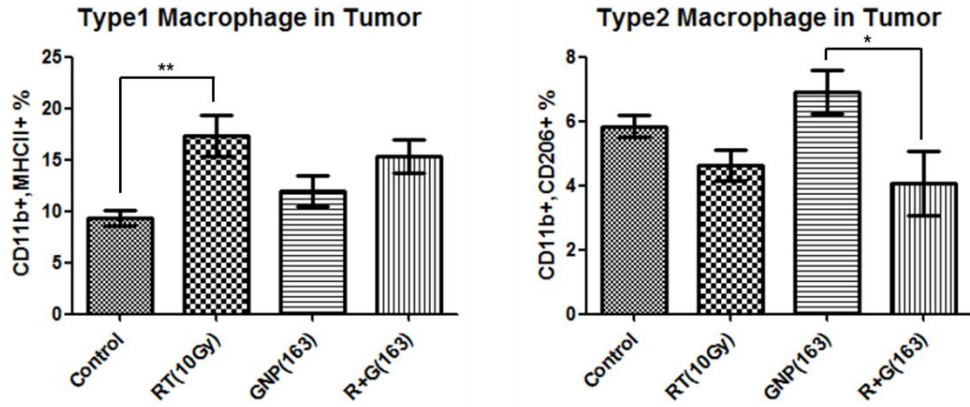 Type1 Macrophage in Tumor
CD11b+,MHCII+ %
25
20
15
10
5
0
**
Control
RT(10Gy)
GNP(163)
R+G(163)
Type2 Macrophage in Tumor
CD11b+,CD206+ %
8
6
4
2
0
*
Control
RT(10Gy)
GNP(163)
R+G(163)